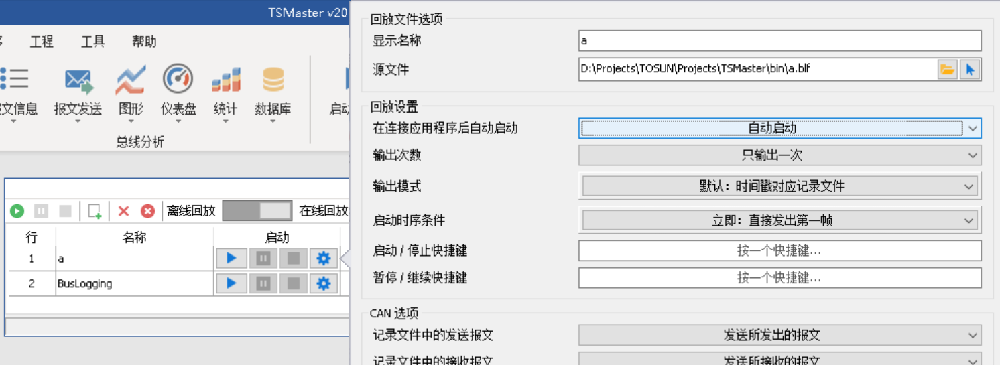 TSMaster v20
工程 工具 帮助
文信息 报文发送 图形 仪表盘 统计 数据库 启动
总线分析
离线回放 在线回放
行 名称 启动
1 a
2 BusLogging
回放文件选项
显示名称 a
源文件 D:\Projects\TOSUN\Projects\TSMaster\bin\a.blf
回放设置
在连接应用程序后自动启动 自动启动
输出次数 只输出一次
输出模式 默认：时间戳对应记录文件
启动时序条件 立即：直接发出第一帧
启动 / 停止快捷键 按一个快捷键...
暂停 / 继续快捷键 按一个快捷键...
CAN 选项
记录文件中的发送报文 发送所发出的报文
记录文件中的接收报文 发送所接收的报文